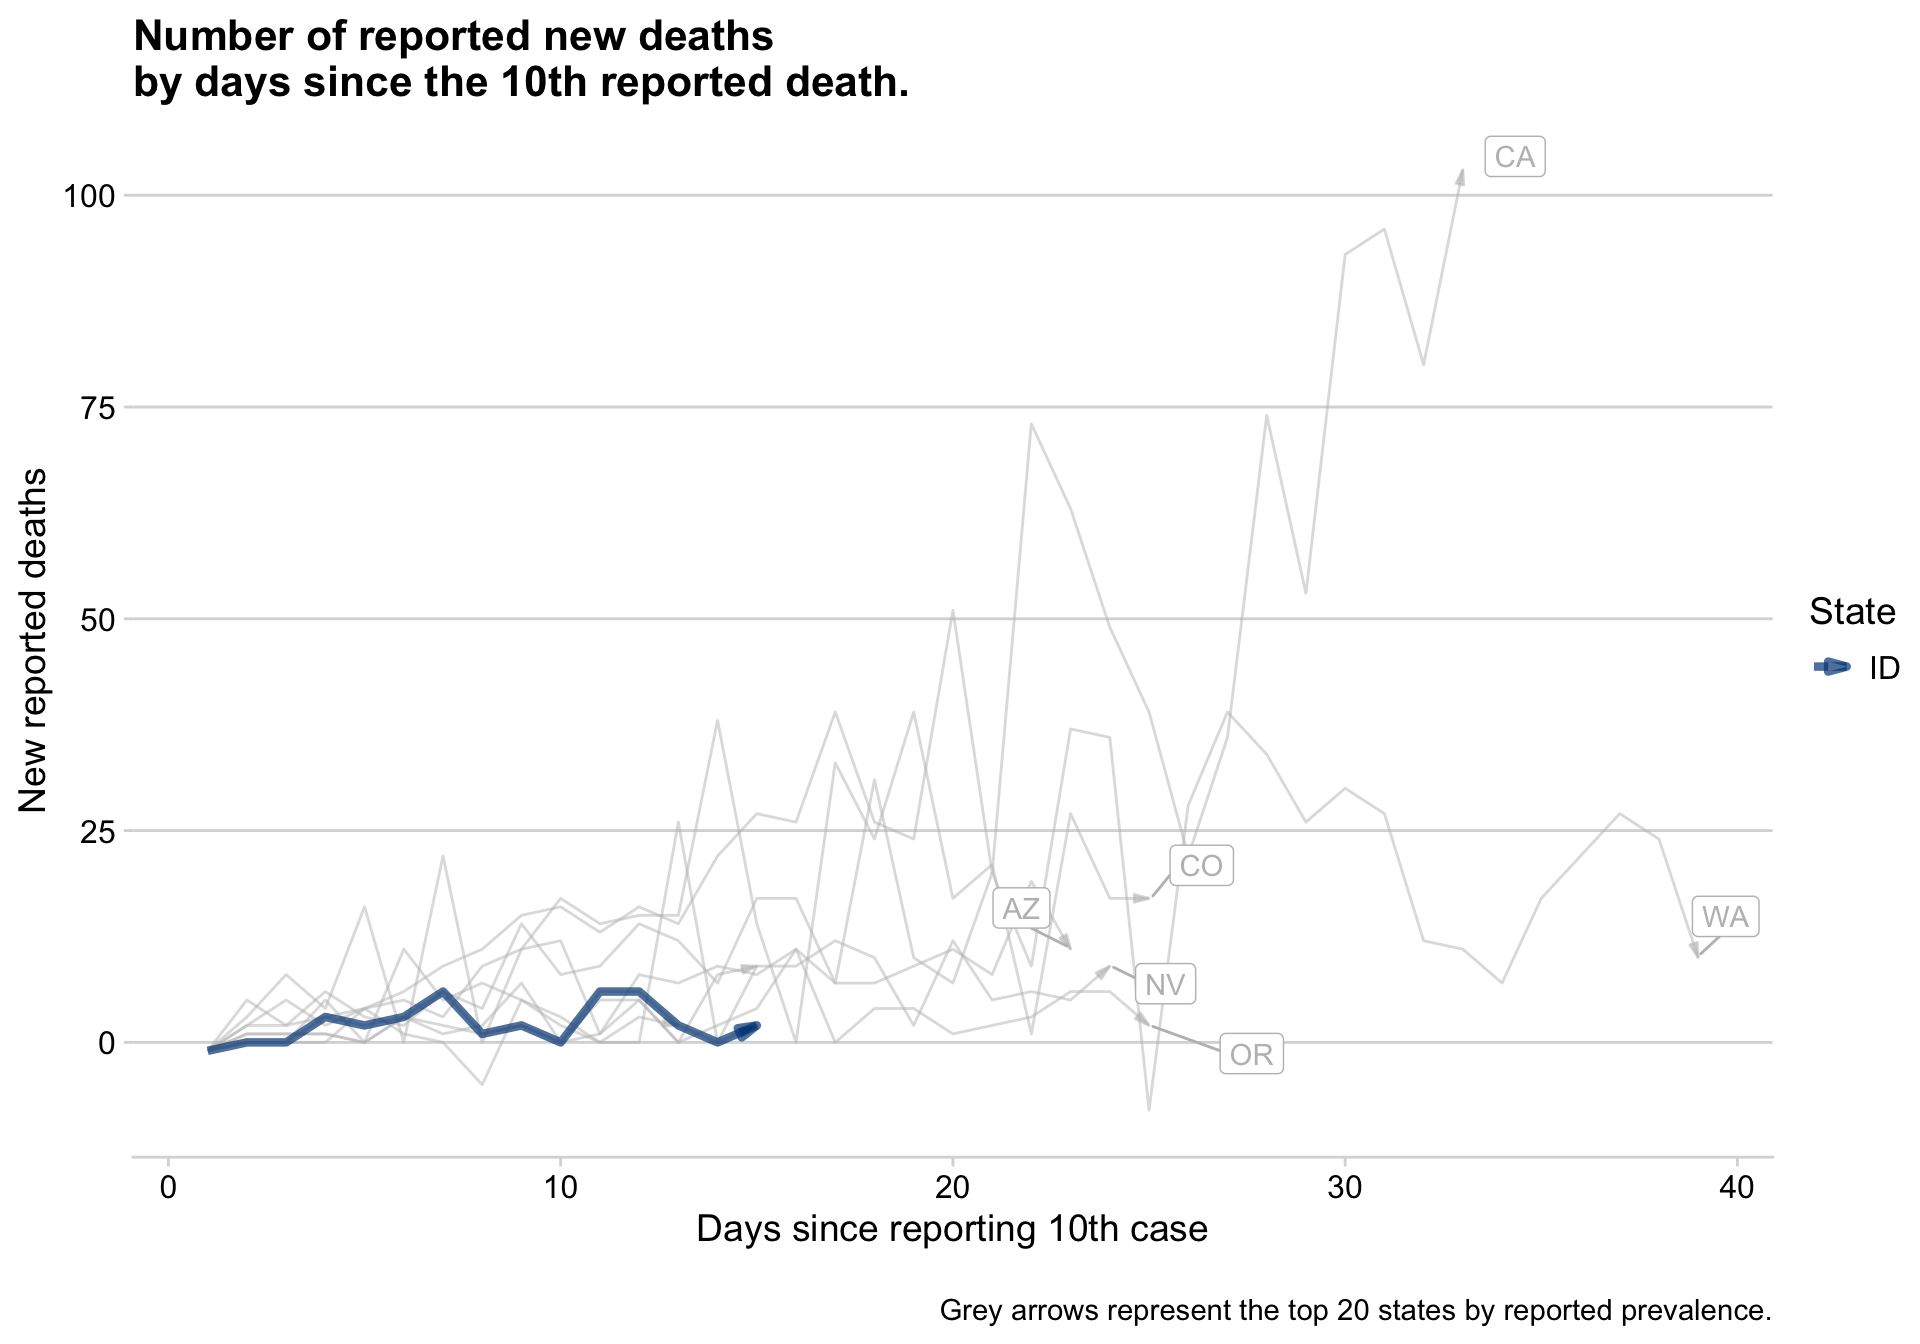 Number of reported new deaths
by days since the 10th reported death.
CA
100
75
New reported deaths
50
State
ID
25
CO
AZ
WA
NV
0
OR
0 10 20 30 40
Days since reporting 10th case
Grey arrows represent the top 20 states by reported prevalence.